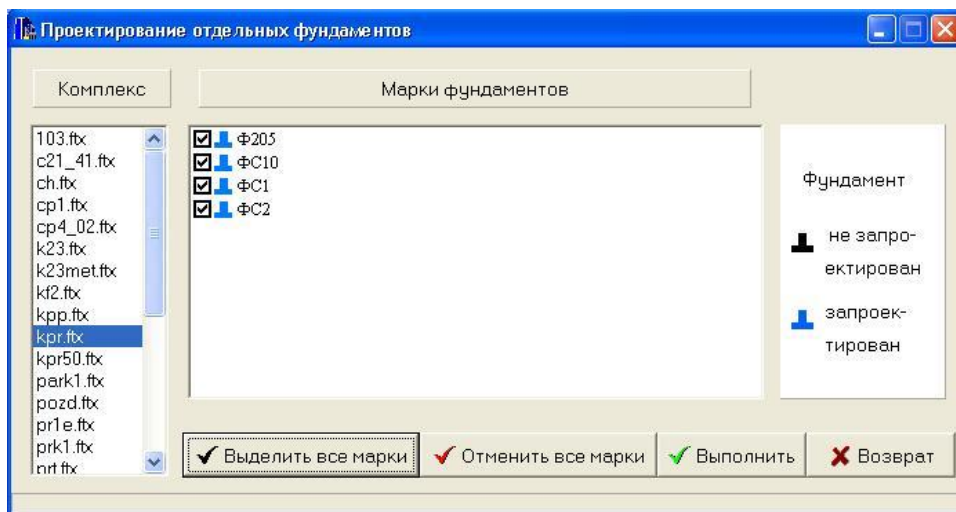 Проектирование отдельных фундаментов
Комплекс
Марки фундаментов
103.ftx
c21_41.ftx
ch.ftx
cp1.ftx
cp4_02.ftx
k23.ftx
k23met.ftx
kf2.ftx
kpp.ftx
kpr.ftx
kpr50.ftx
park1.ftx
pozd.ftx
pr1e.ftx
prk1.ftx
prt.ftx
Ф205
ФС10
ФС1
ФС2
Фундамент
не запро-
ектирован
запроек-
тирован
Выделить все марки
Отменить все марки
Выполнить
Возврат